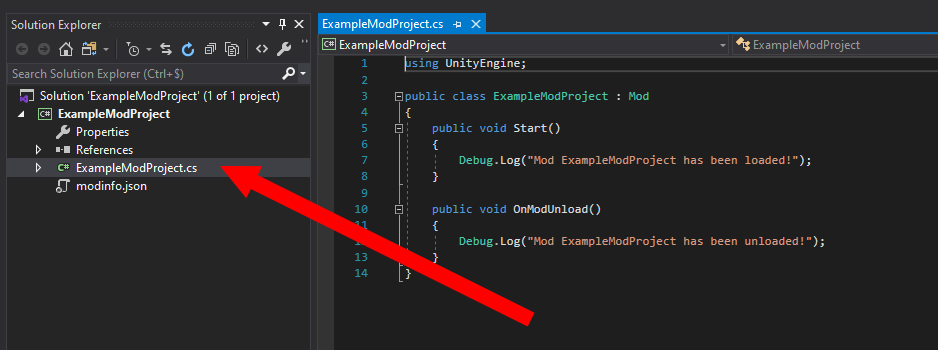 Solution Explorer
Search Solution Explorer (Ctrl+$)
Solution 'ExampleModProject' (1 of 1 project)
C# ExampleModProject
Properties
References
C# ExampleModProject.cs
modinfo.json
ExampleModProject.cs
C# ExampleModProject
ExampleModProject
1 using UnityEngine;
2
3 public class ExampleModProject : Mod
4 {
5 public void Start()
6 {
7 Debug.Log("Mod ExampleModProject has been loaded!");
8 }
9
10 public void OnModUnload()
11 {
12 Debug.Log("Mod ExampleModProject has been unloaded!");
13 }
14 }